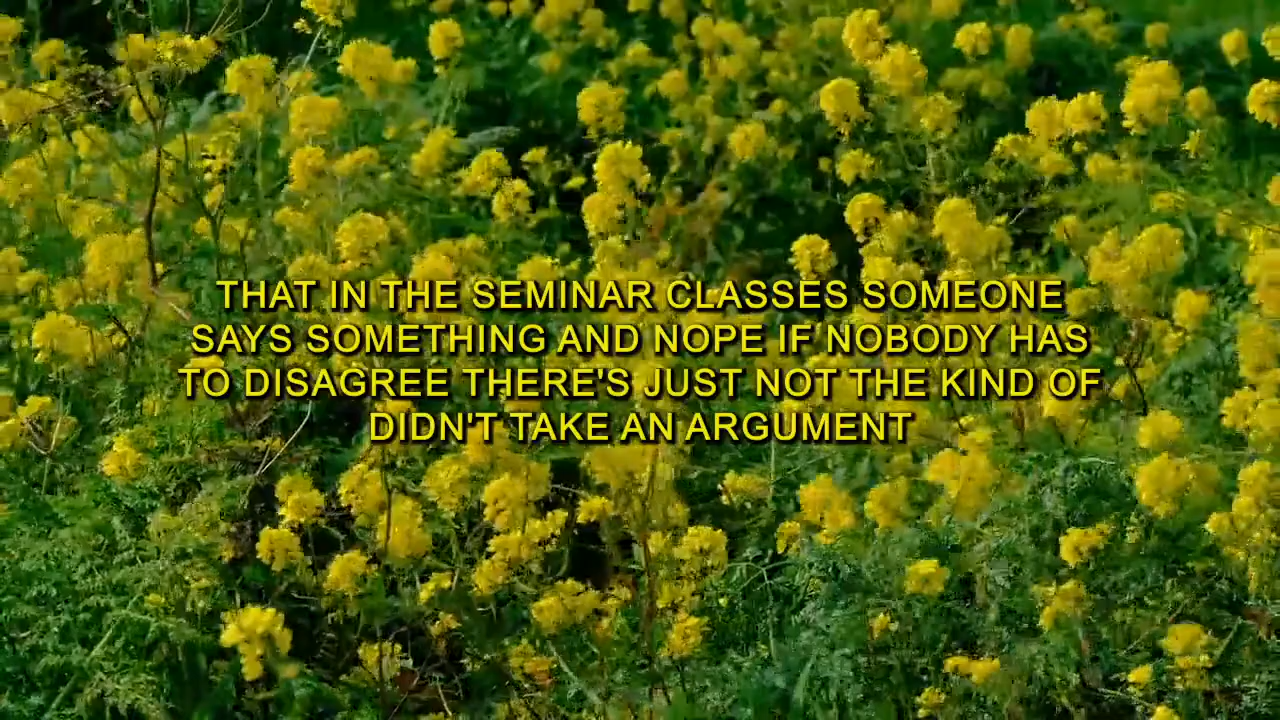 THAT IN THE SEMINAR CLASSES SOMEONE
SAYS SOMETHING AND NOPE IF NOBODY HAS
TO DISAGREE THERE'S JUST NOT THE KIND OF
DIDN'T TAKE AN ARGUMENT